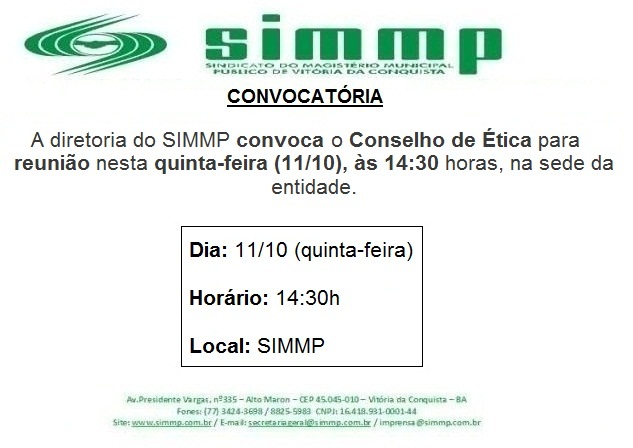 simmp
SINDICATO DO MAGISTÉRIO MUNICIPAL
PÚBLICO DE VITÓRIA DA CONQUISTA
CONVOCATÓRIA
A diretoria do SIMMP convoca o Conselho de Ética para
reunião nesta quinta-feira (11/10), às 14:30 horas, na sede da
entidade.
Dia: 11/10 (quinta-feira)
Horário: 14:30h
Local: SIMMP
Av.Presidente Vargas, nº335 – Alto Maron – CEP 45.045-010 – Vitória da Conquista – BA
Fones: (77) 3424-3698 / 8825-5983 CNPJ: 16.418.931-0001-44
Site: www.simmp.com.br / E-mail: secretariageral@simmp.com.br / imprensa@simmp.com.br